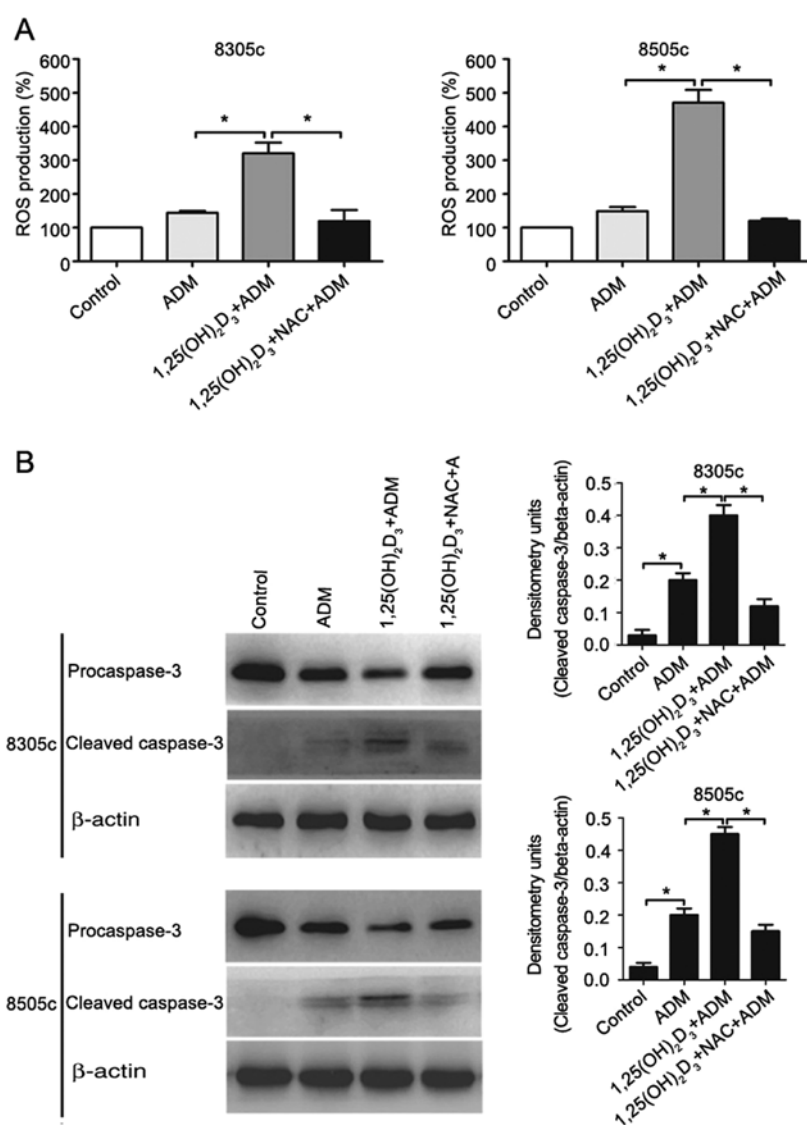 A
8305c
ROS production (%)
600
500
400
300
200
100
0
*
*
Control
ADM
1,25(OH)₂D₃+ADM
1,25(OH)₂D₃+NAC+ADM
8505c
ROS production (%)
600
500
400
300
200
100
0
*
*
Control
ADM
1,25(OH)₂D₃+ADM
1,25(OH)₂D₃+NAC+ADM
B
Control
ADM
1,25(OH)₂D₃+ADM
1,25(OH)₂D₃+NAC+A
8305c
Procaspase-3
Cleaved caspase-3
β-actin
8505c
Procaspase-3
Cleaved caspase-3
β-actin
8305c
Densitometry units
(Cleaved caspase-3/beta-actin)
0.5
0.4
0.3
0.2
0.1
0.0
*
*
*
Control
ADM
1,25(OH)₂D₃+ADM
1,25(OH)₂D₃+NAC+ADM
8505c
Densitometry units
(Cleaved caspase-3/beta-actin)
0.5
0.4
0.3
0.2
0.1
0.0
*
*
*
Control
ADM
1,25(OH)₂D₃+ADM
1,25(OH)₂D₃+NAC+ADM